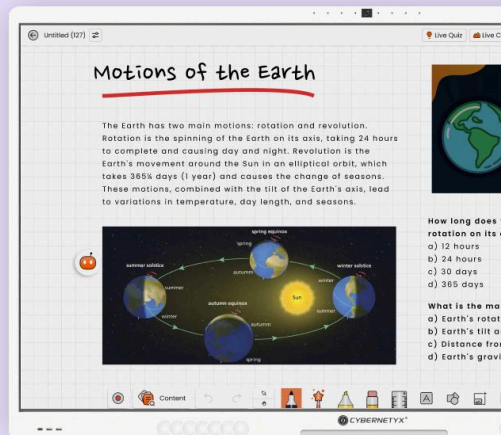 Untitled (127)
Live Quiz
Live C
Motions of the Earth
The Earth has two main motions: rotation and revolution.
Rotation is the spinning of the Earth on its axis, taking 24 hours
to complete and causing day and night. Revolution is the
Earth's movement around the Sun in an elliptical orbit, which
takes 365¼ days (1 year) and causes the change of seasons.
These motions, combined with the tilt of the Earth's axis, lead
to variations in temperature, day length, and seasons.
spring equinox
spring
autumn
summer solstice
summer
winter
winter solstice
winter
summer
Sun
autumn equinox
autumn
spring
How long does
rotation on its
a) 12 hours
b) 24 hours
c) 30 days
d) 365 days
What is the ma
a) Earth's rotat
b) Earth's tilt a
c) Distance fro
d) Earth's gravi
Content
CYBERNETYX